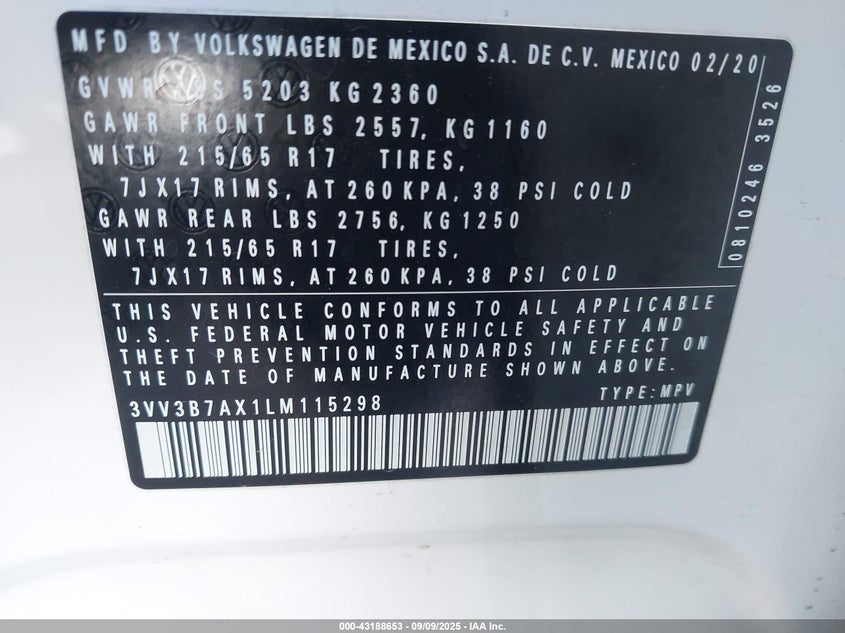 MFD BY VOLKSWAGEN DE MEXICO S.A. DE C.V. MEXICO 02/20
GVWR LBS 5203 KG 2360
GAWR FRONT LBS 2557, KG 1160
WITH 215/65 R17 TIRES,
7JX17 RIMS, AT 260 KPA, 38 PSI COLD
GAWR REAR LBS 2756, KG 1250
WITH 215/65 R17 TIRES,
7JX17 RIMS, AT 260 KPA, 38 PSI COLD
0810246 3526
THIS VEHICLE CONFORMS TO ALL APPLICABLE
U.S. FEDERAL MOTOR VEHICLE SAFETY AND
THEFT PREVENTION STANDARDS IN EFFECT ON
THE DATE OF MANUFACTURE SHOWN ABOVE.
3VV3B7AX1LM115298 TYPE: MPV
000-43188653 - 09/09/2025 - IAA Inc.